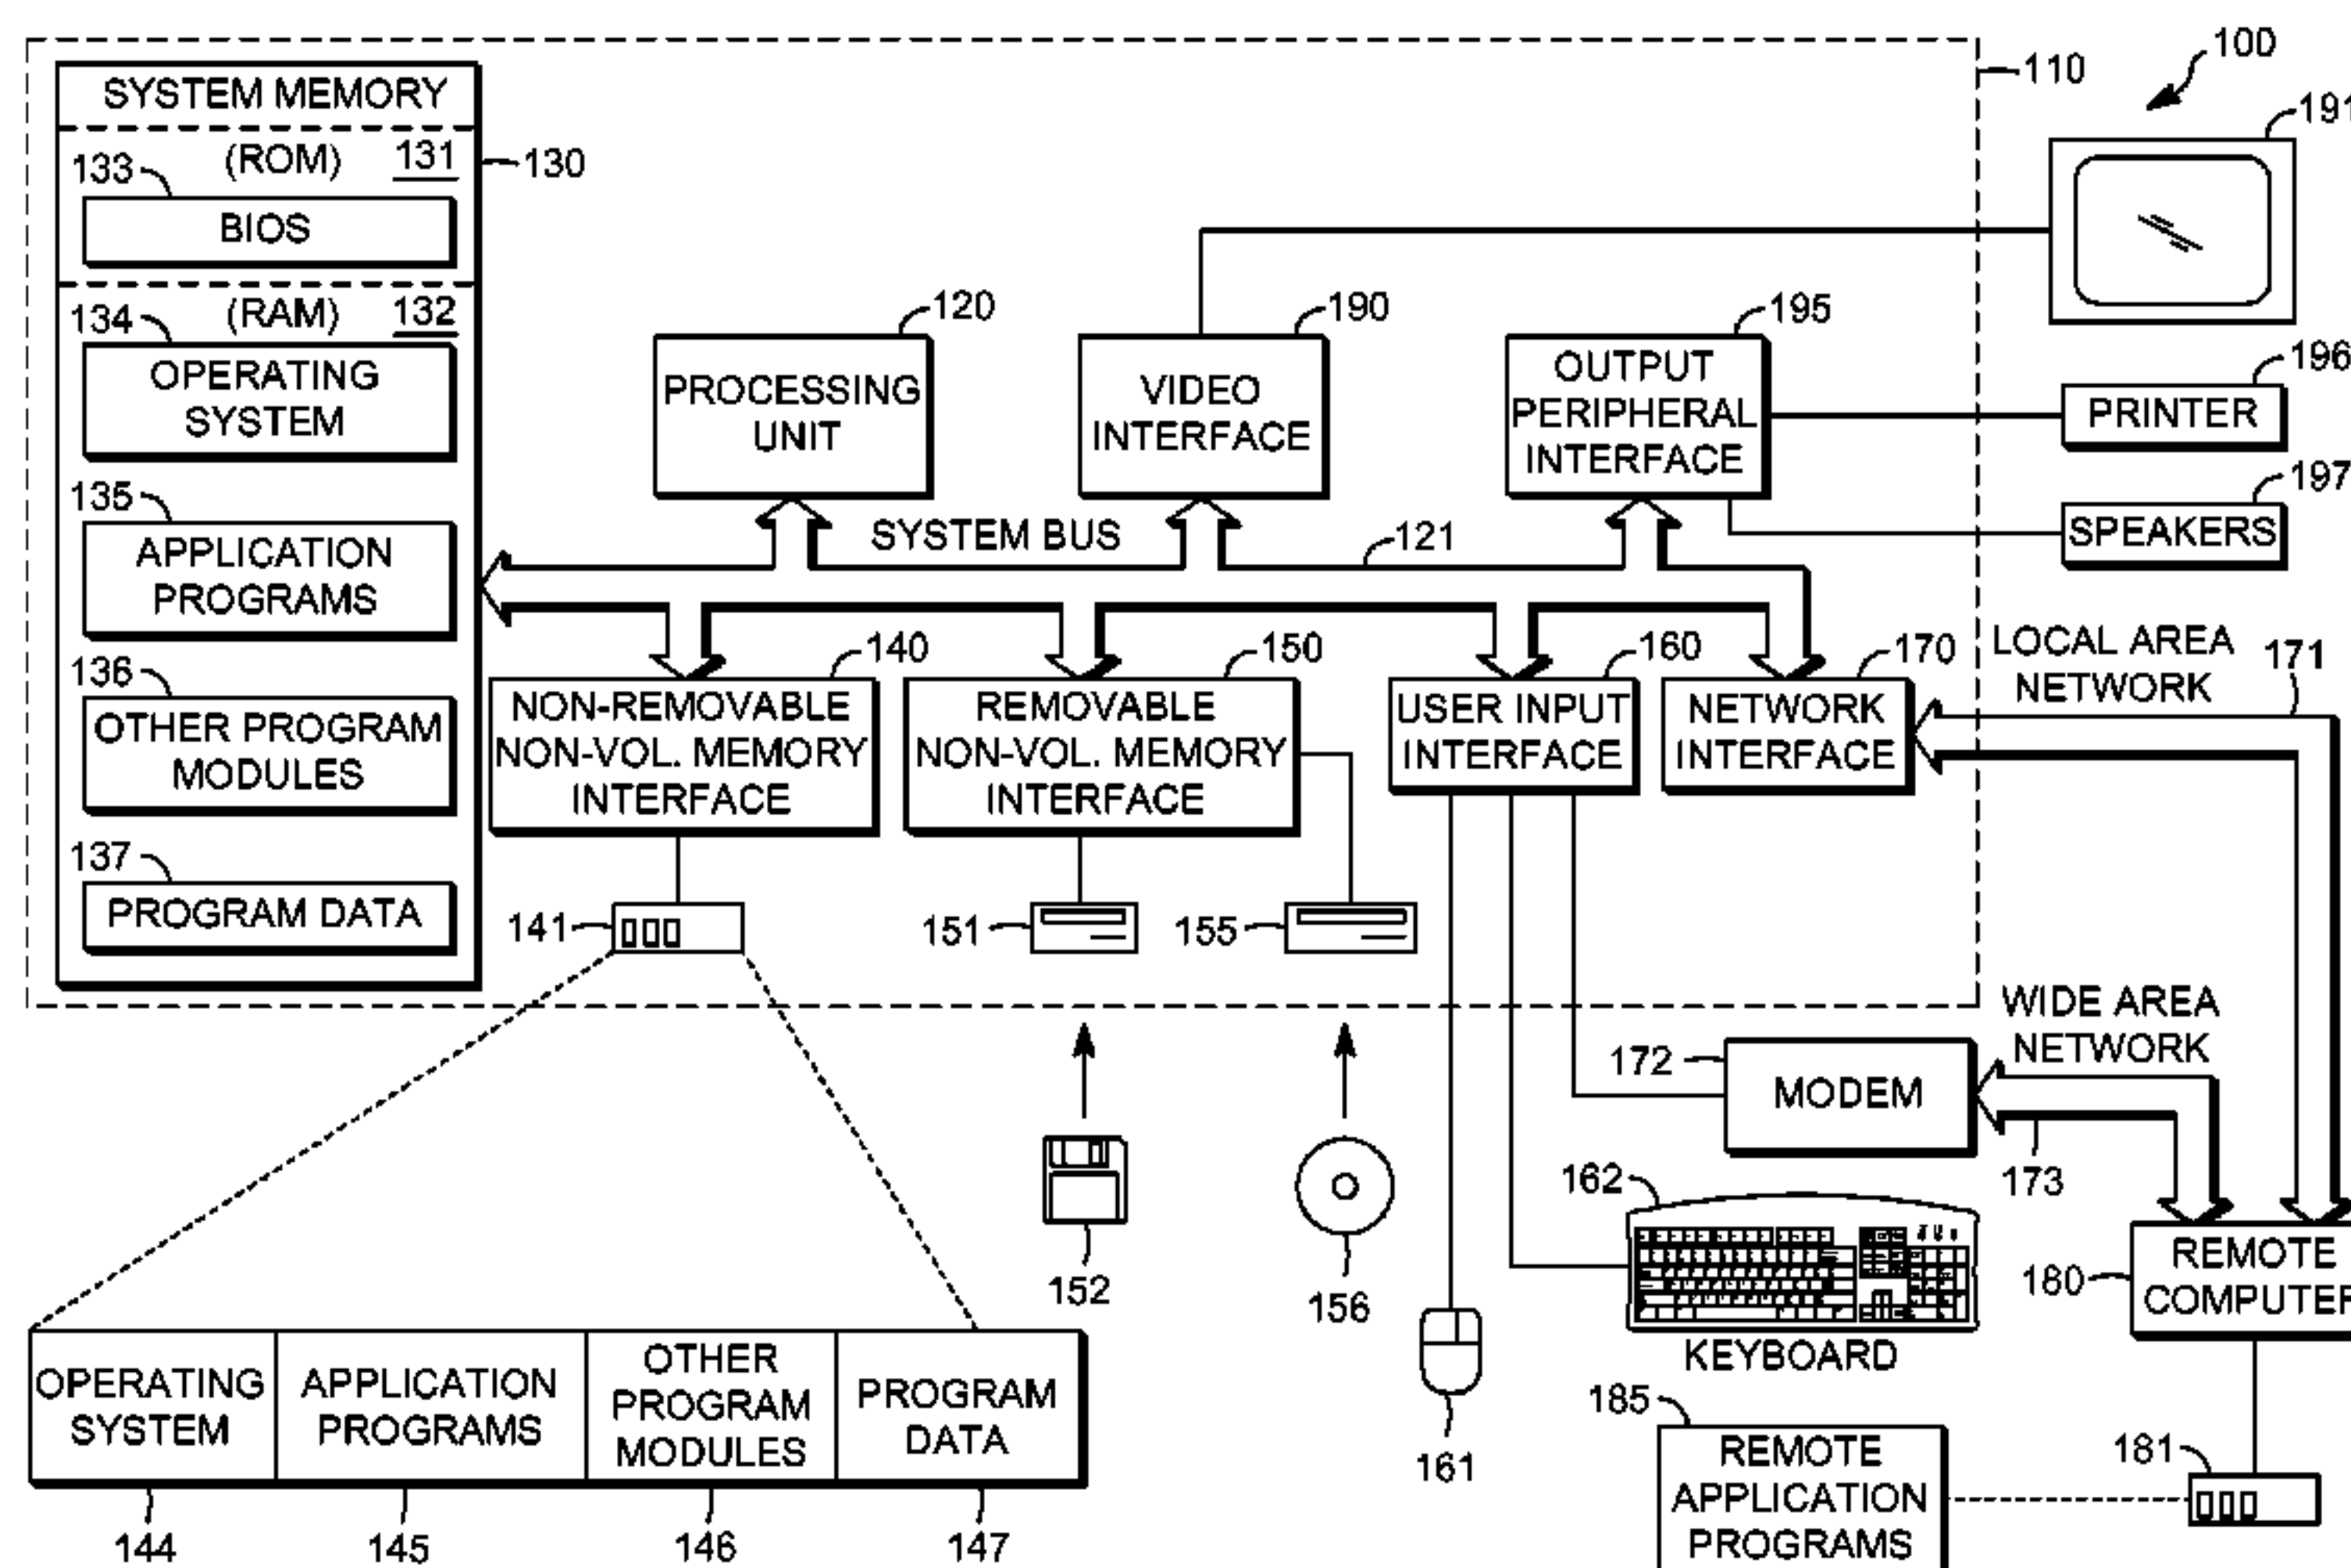 100
110
191
SYSTEM MEMORY
(ROM) 131
130
133
BIOS
(RAM) 132
134
OPERATING
SYSTEM
135
APPLICATION
PROGRAMS
136
OTHER PROGRAM
MODULES
137
PROGRAM DATA
120
PROCESSING
UNIT
190
VIDEO
INTERFACE
195
OUTPUT
PERIPHERAL
INTERFACE
196
PRINTER
197
SPEAKERS
SYSTEM BUS
121
140
NON-REMOVABLE
NON-VOL. MEMORY
INTERFACE
150
REMOVABLE
NON-VOL. MEMORY
INTERFACE
160
USER INPUT
INTERFACE
170
NETWORK
INTERFACE
LOCAL AREA
NETWORK
171
141
151
155
WIDE AREA
NETWORK
172
MODEM
173
152
156
162
KEYBOARD
161
180
REMOTE
COMPUTER
181
185
REMOTE
APPLICATION
PROGRAMS
OPERATING
SYSTEM
APPLICATION
PROGRAMS
OTHER
PROGRAM
MODULES
PROGRAM
DATA
144
145
146
147